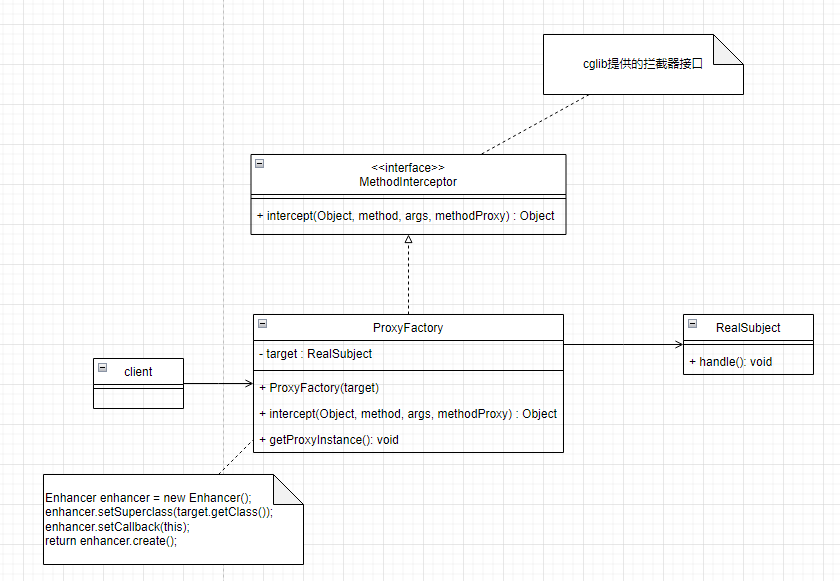 cglib提供的拦截器接口
<<interface>>
MethodInterceptor
+ intercept(Object, method, args, methodProxy) : Object
ProxyFactory
- target : RealSubject
+ ProxyFactory(target)
+ intercept(Object, method, args, methodProxy) : Object
+ getProxyInstance(): void
RealSubject
+ handle(): void
client
Enhancer enhancer = new Enhancer();
enhancer.setSuperclass(target.getClass());
enhancer.setCallback(this);
return enhancer.create();